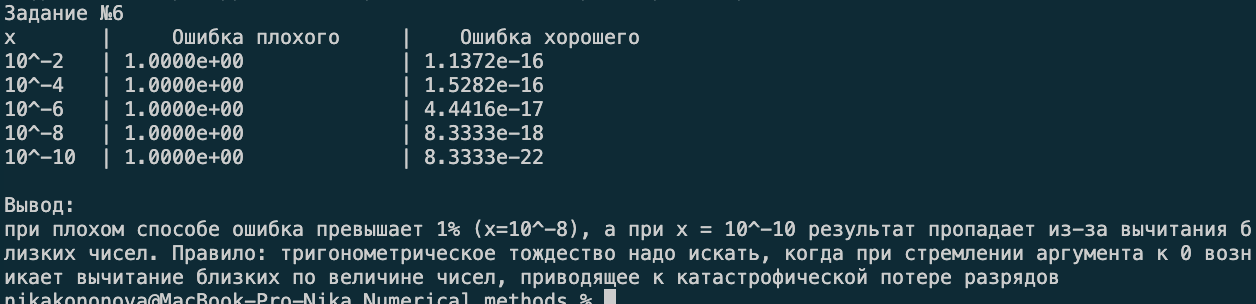 Задание №6
x | Ошибка плохого | Ошибка хорошего
10^-2 | 1.0000e+00 | 1.1372e-16
10^-4 | 1.0000e+00 | 1.5282e-16
10^-6 | 1.0000e+00 | 4.4416e-17
10^-8 | 1.0000e+00 | 8.3333e-18
10^-10 | 1.0000e+00 | 8.3333e-22
Вывод:
при плохом способе ошибка превышает 1% (x=10^-8), а при x = 10^-10 результат пропадает из-за вычитания б
лизких чисел. Правило: тригонометрическое тождество надо искать, когда при стремлении аргумента к 0 возн
икает вычитание близких по величине чисел, приводящее к катастрофической потере разрядов
nikakononova@MacBook-Pro-Nika Numerical methods %